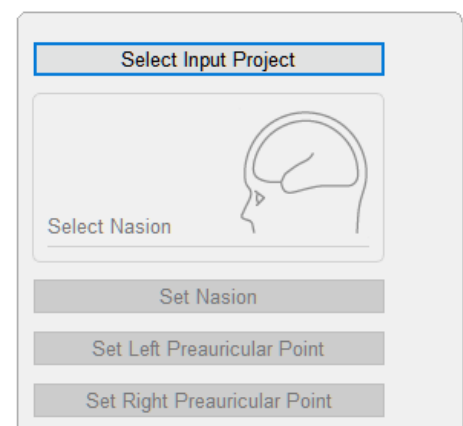 Select Input Project
Select Nasion
Set Nasion
Set Left Preauricular Point
Set Right Preauricular Point